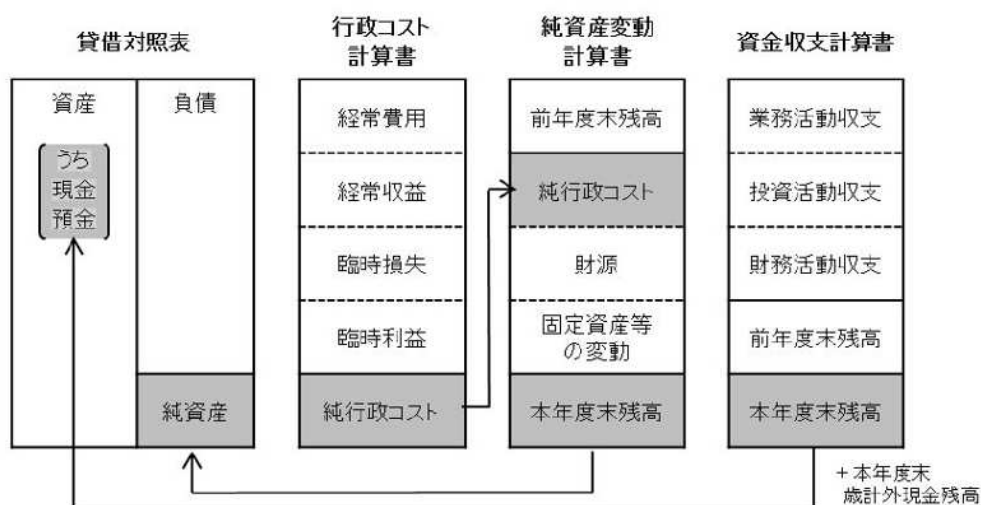 貸借対照表
資産
うち
現金
預金
負債
純資産
行政コスト
計算書
経常費用
経常収益
臨時損失
臨時利益
純行政コスト
純資産変動
計算書
前年度末残高
純行政コスト
財源
固定資産等
の変動
本年度末残高
資金収支計算書
業務活動収支
投資活動収支
財務活動収支
前年度末残高
本年度末残高
+本年度末
歳計外現金残高